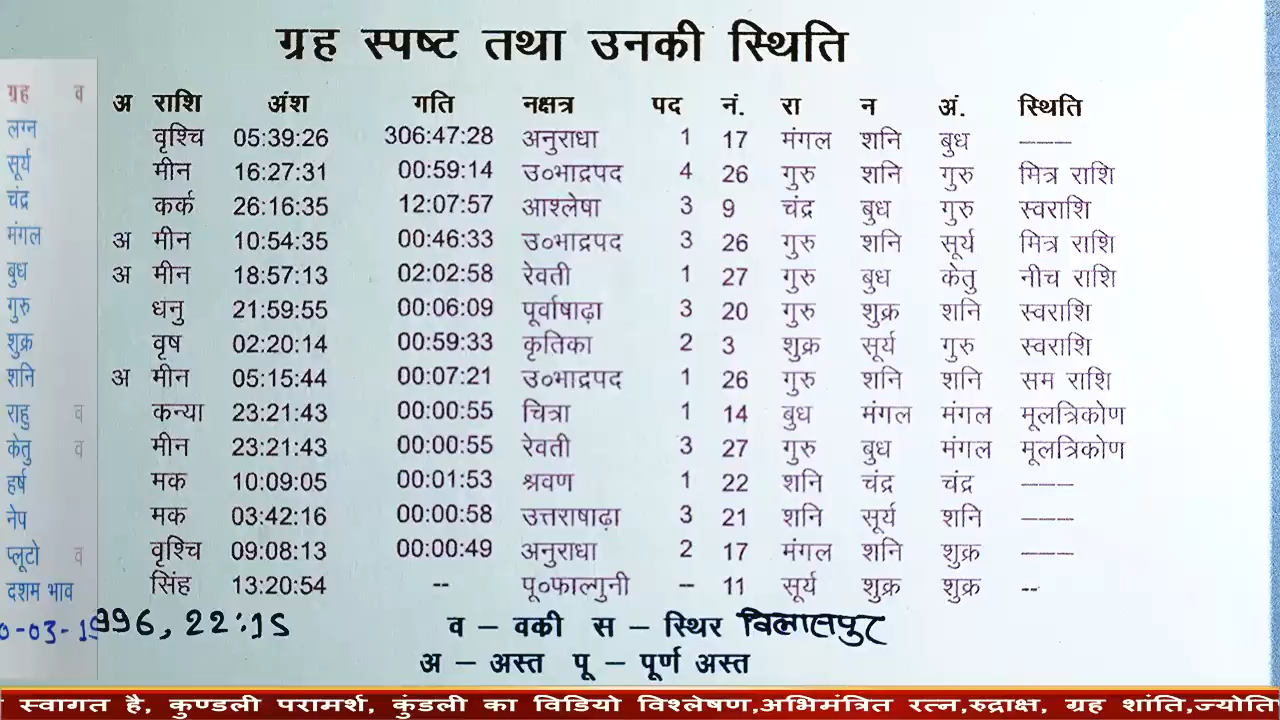 ग्रह स्पष्ट तथा उनकी स्थिति
ग्रह व अ राशि अंश गति नक्षत्र पद नं. रा न अं. स्थिति
लग्न वृश्चि 05:39:26 306:47:28 अनुराधा 1 17 मंगल शनि बुध ----
सूर्य मीन 16:27:31 00:59:14 उ०भाद्रपद 4 26 गुरु शनि गुरु मित्र राशि
चंद्र कर्क 26:16:35 12:07:57 आश्लेषा 3 9 चंद्र बुध गुरु स्वराशि
मंगल अ मीन 10:54:35 00:46:33 उ०भाद्रपद 3 26 गुरु शनि सूर्य मित्र राशि
बुध अ मीन 18:57:13 02:02:58 रेवती 1 27 गुरु बुध केतु नीच राशि
गुरु धनु 21:59:55 00:06:09 पूर्वाषाढ़ा 3 20 गुरु शुक्र शनि स्वराशि
शुक्र वृष 02:20:14 00:59:33 कृतिका 2 3 शुक्र सूर्य गुरु स्वराशि
शनि अ मीन 05:15:44 00:07:21 उ०भाद्रपद 1 26 गुरु शनि शनि सम राशि
राहु व कन्या 23:21:43 00:00:55 चित्रा 1 14 बुध मंगल मंगल मूलत्रिकोण
केतु व मीन 23:21:43 00:00:55 रेवती 3 27 गुरु बुध मंगल मूलत्रिकोण
हर्ष मक 10:09:05 00:01:53 श्रवण 1 22 शनि चंद्र चंद्र ----
नेप मक 03:42:16 00:00:58 उत्तराषाढ़ा 3 21 शनि सूर्य शनि ----
प्लूटो व वृश्चि 09:08:13 00:00:49 अनुराधा 2 17 मंगल शनि शुक्र ----
दशम भाव सिंह 13:20:54 -- पू०फाल्गुनी -- 11 सूर्य शुक्र शुक्र --
0-03-1996, 22:15 व – वकी स – स्थिर बिलासपुर
अ – अस्त पू – पूर्ण अस्त
स्वागत है, कुण्डली परामर्श, कुंडली का विडियो विश्लेषण,अभिमंत्रित रत्न,रुद्राक्ष, ग्रह शांति,ज्योति